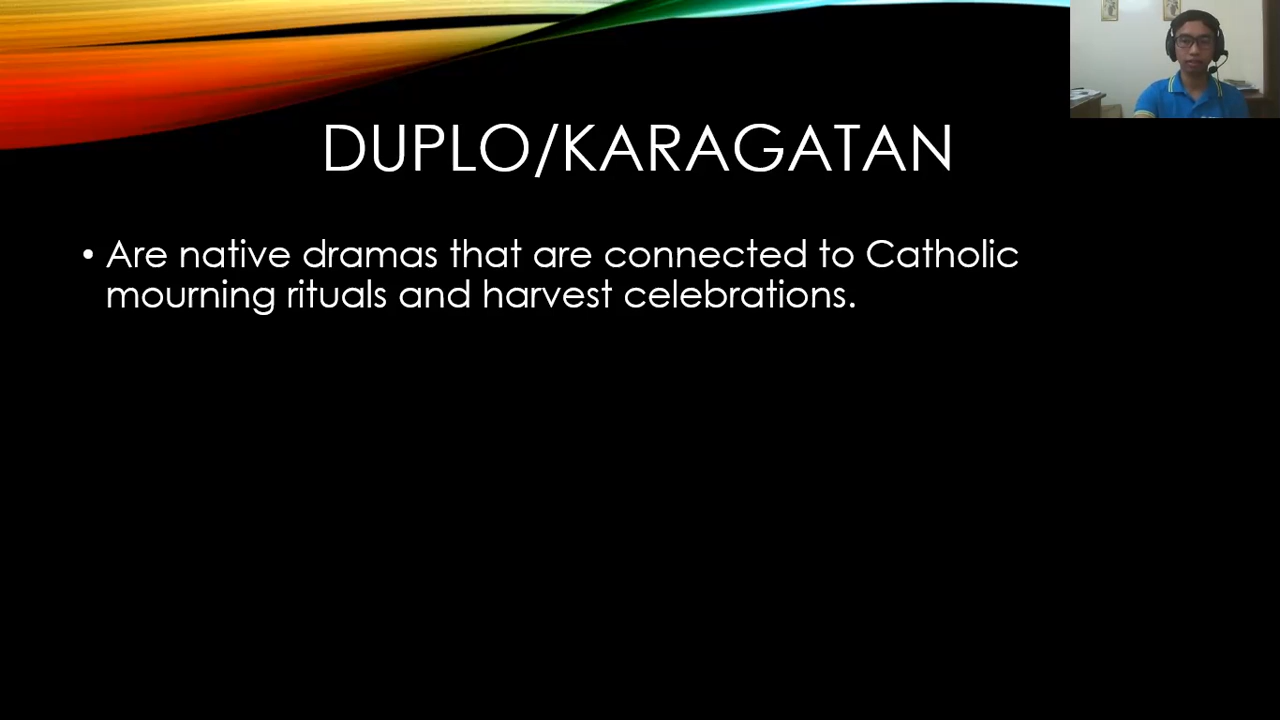 DUPLO/KARAGATAN
• Are native dramas that are connected to Catholic
mourning rituals and harvest celebrations.